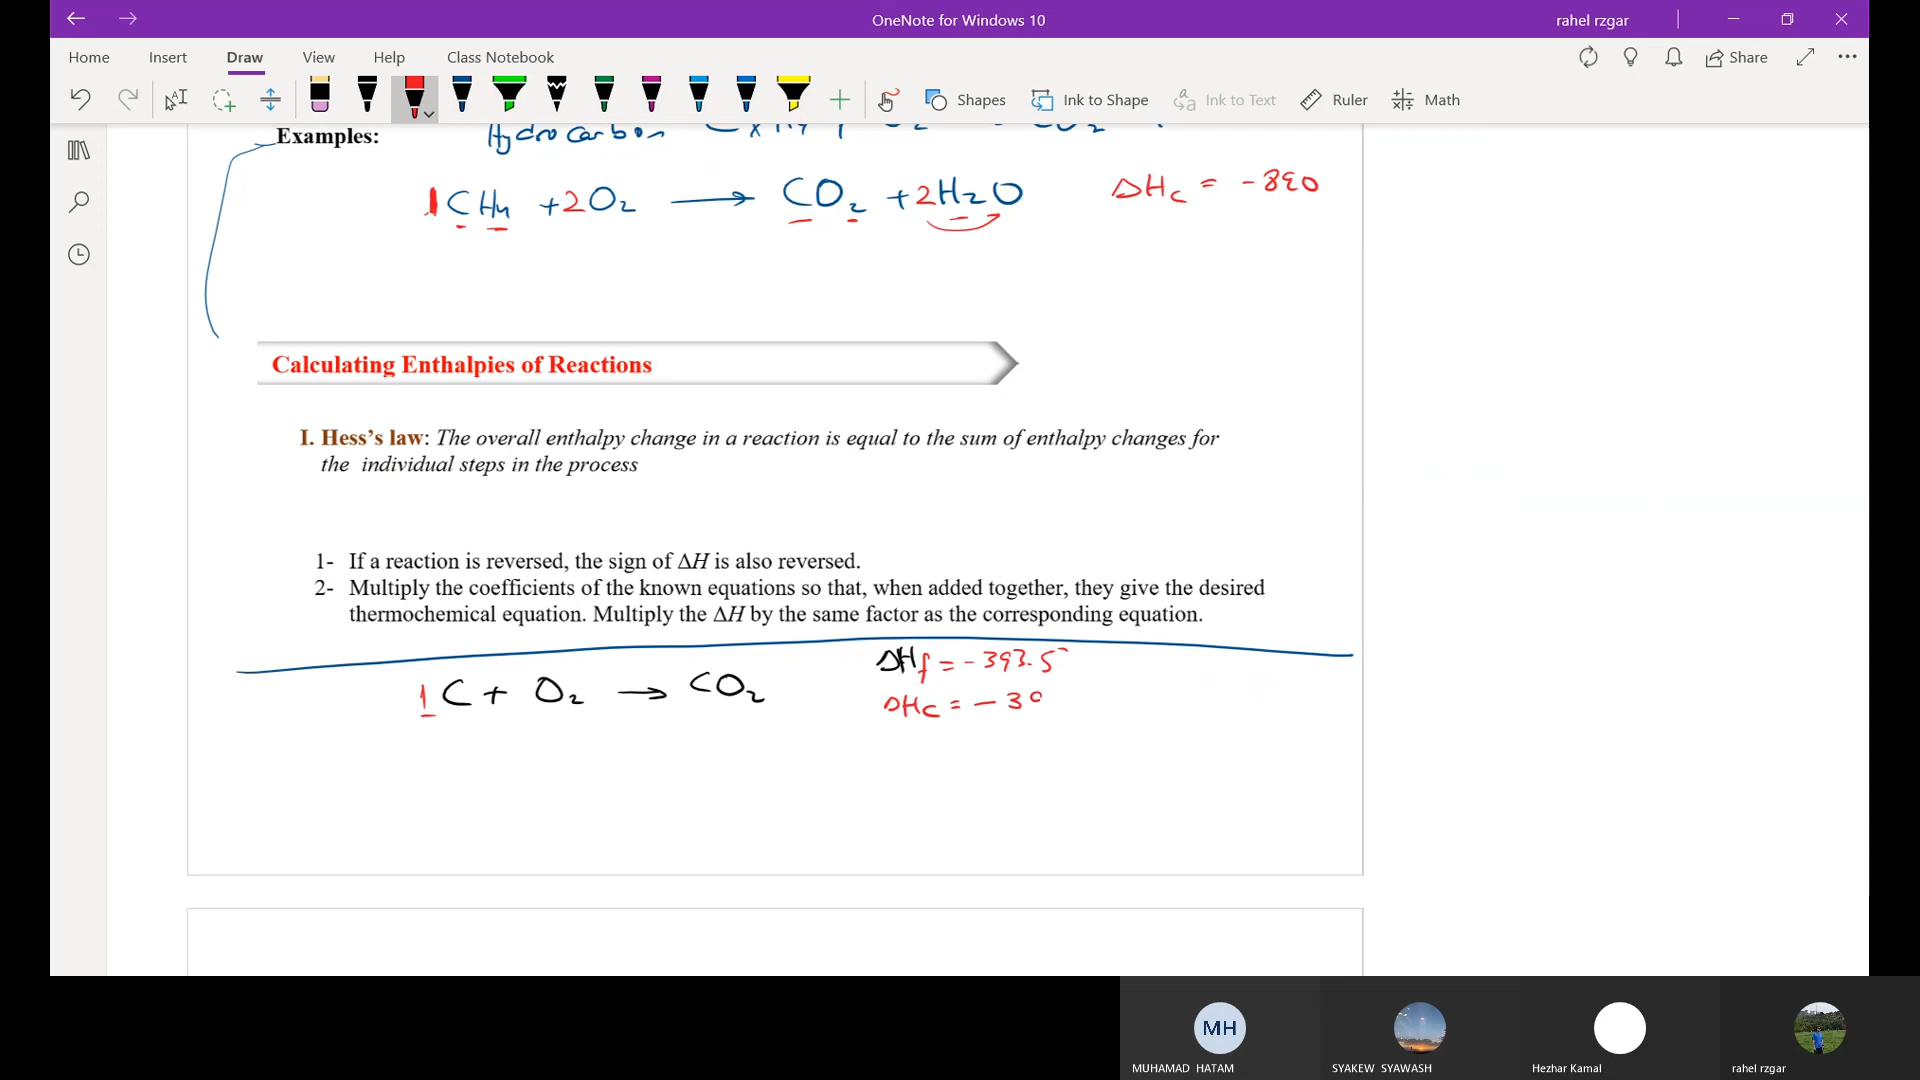 OneNote for Windows 10
rahel rzgar
Home Insert Draw View Help Class Notebook
Share
Shapes Ink to Shape Ink to Text Ruler Math
Examples: Hydrocarbon CxHy + O2 CO2
1CH4 + 2O2 → CO2 + 2H2O ΔHc = -890
Calculating Enthalpies of Reactions
I. Hess's law: The overall enthalpy change in a reaction is equal to the sum of enthalpy changes for
the individual steps in the process
1- If a reaction is reversed, the sign of ΔH is also reversed.
2- Multiply the coefficients of the known equations so that, when added together, they give the desired
thermochemical equation. Multiply the ΔH by the same factor as the corresponding equation.
1C + O2 → CO2 ΔHf = -393.5
ΔHc = -39
MH
MUHAMAD HATAM SYAKEW SYAWASH Hezhar Kamal rahel rzgar